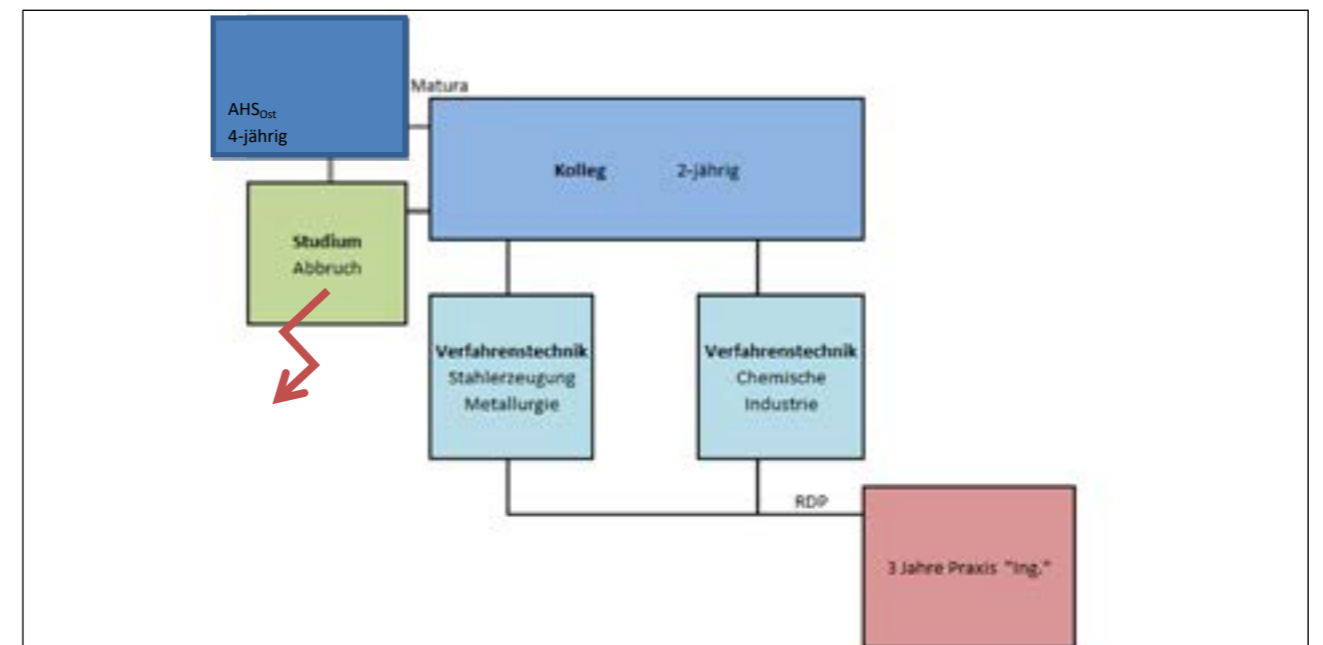 AHSOst
4-jährig
Matura
Kolleg 2-jährig
Studium
Abbruch
Verfahrenstechnik
Stahlerzeugung
Metallurgie
Verfahrenstechnik
Chemische
Industrie
RDP
3 Jahre Praxis "Ing."